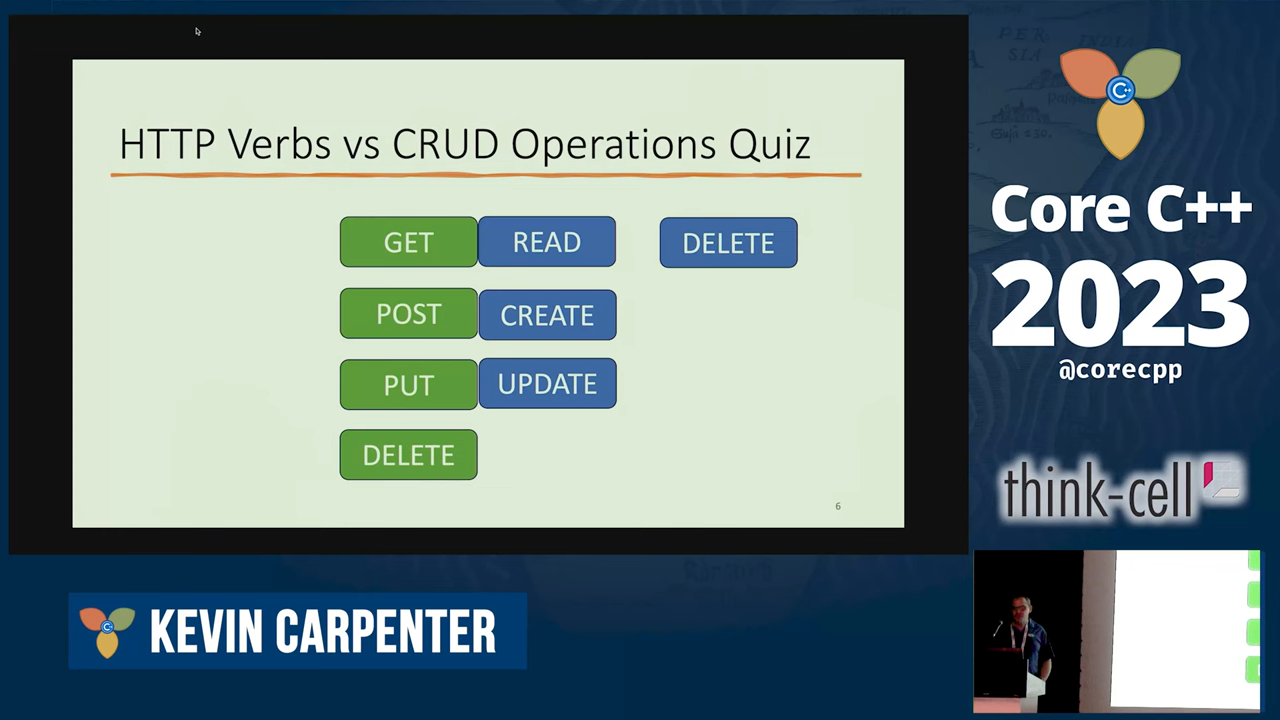 HTTP Verbs vs CRUD Operations Quiz
GET READ DELETE
POST CREATE
PUT UPDATE
DELETE
6
C++
Core C++
2023
@corecpp
think-cell
KEVIN CARPENTER